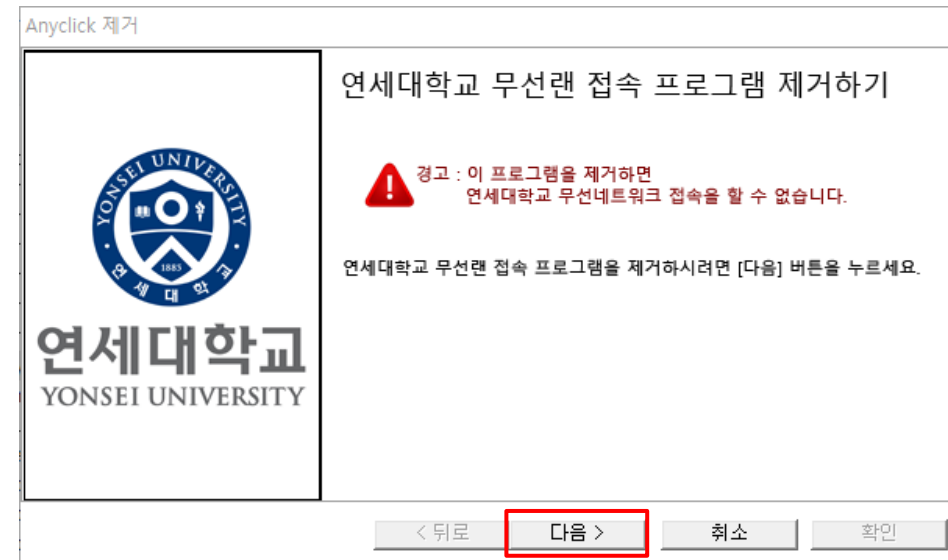 Anyclick 제거
연세대학교 무선랜 접속 프로그램 제거하기
경고 : 이 프로그램을 제거하면
연세대학교 무선네트워크 접속을 할 수 없습니다.
연세대학교 무선랜 접속 프로그램을 제거하시려면 [다음] 버튼을 누르세요.
YONSEI UNIVERSITY
1885
연세대학교
연세대학교
YONSEI UNIVERSITY
< 뒤로
다음 >
취소
확인